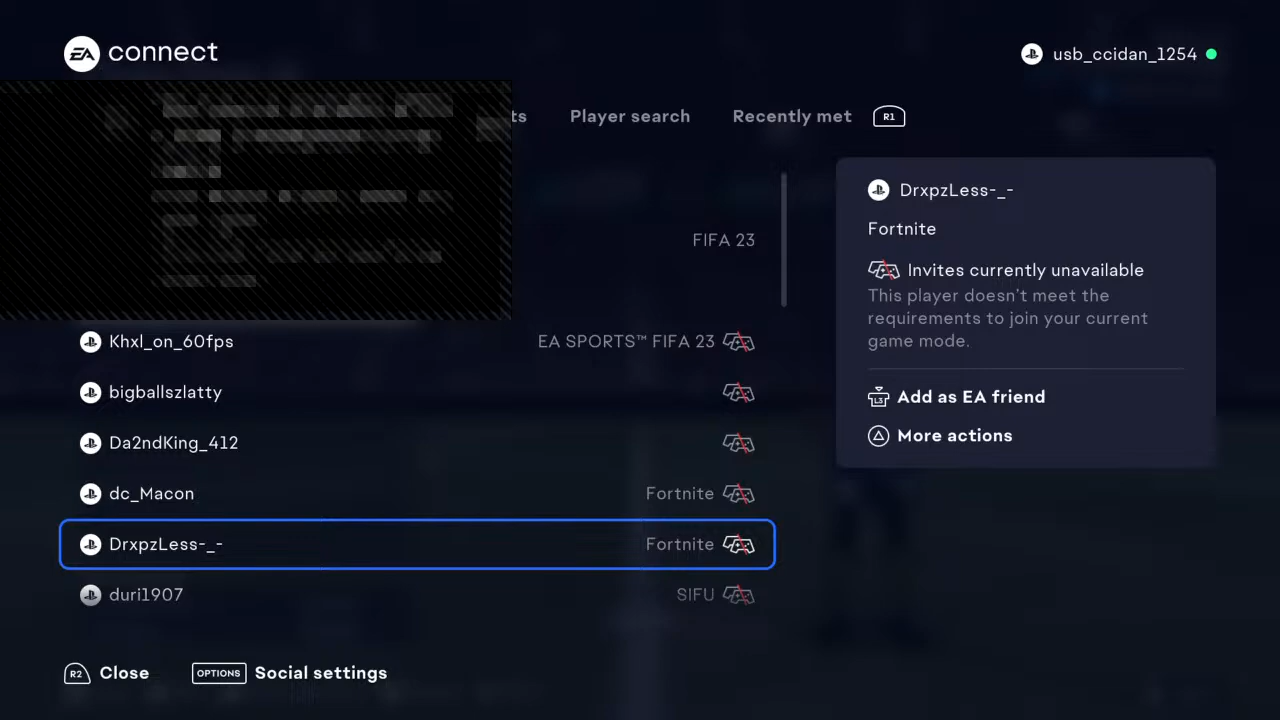 EA connect
usb_ccidan_1254
ts Player search Recently met R1
FIFA 23
Khxl_on_60fps EA SPORTS™ FIFA 23
bigballszlatty
Da2ndKing_412
dc_Macon Fortnite
DrxpzLess-_- Fortnite
duri1907 SIFU
DrxpzLess-_-
Fortnite
Invites currently unavailable
This player doesn't meet the
requirements to join your current
game mode.
L3 Add as EA friend
More actions
R2 Close OPTIONS Social settings